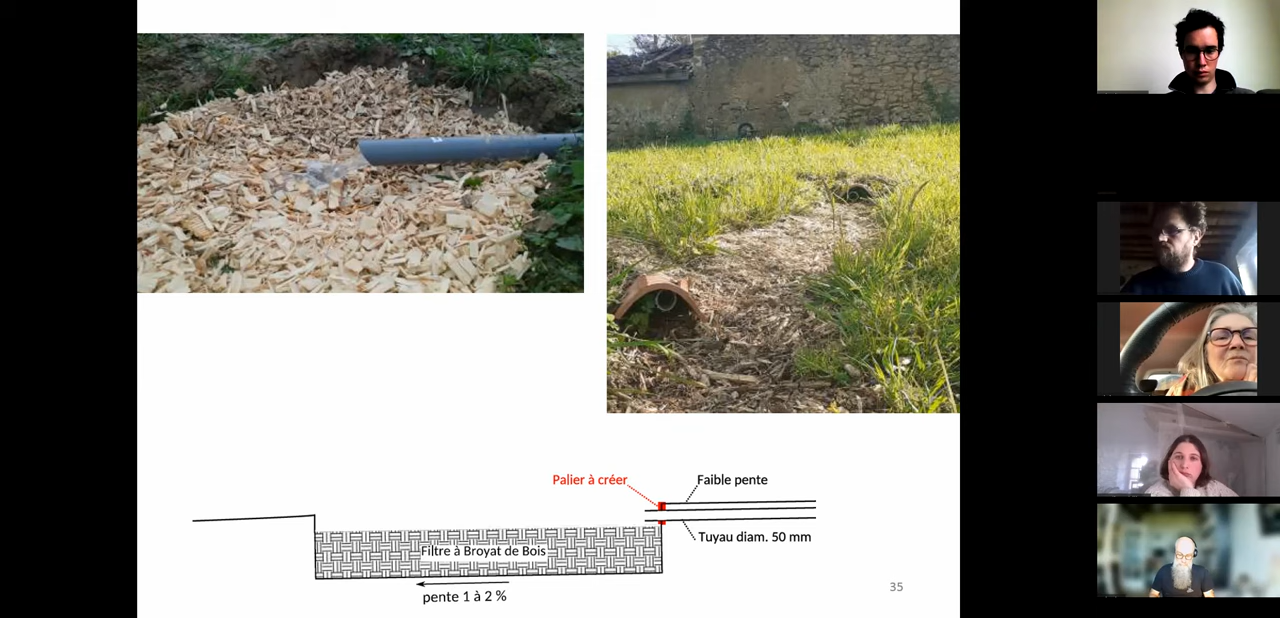 Palier à créer
Faible pente
Tuyau diam. 50 mm
Filtre à Broyat de Bois
pente 1 à 2 %
35